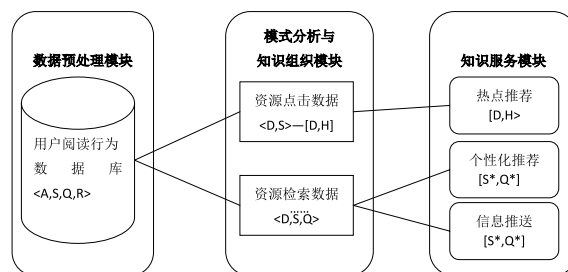 数据预处理模块
用户阅读行为
数据库
<A,S,Q,R>
模式分析与
知识组织模块
资源点击数据
<D,S>—[D,H]
资源检索数据
<D,S,Q>
……
知识服务模块
热点推荐
[D,H>
个性化推荐
[S*,Q*]
信息推送
[S*,Q*]